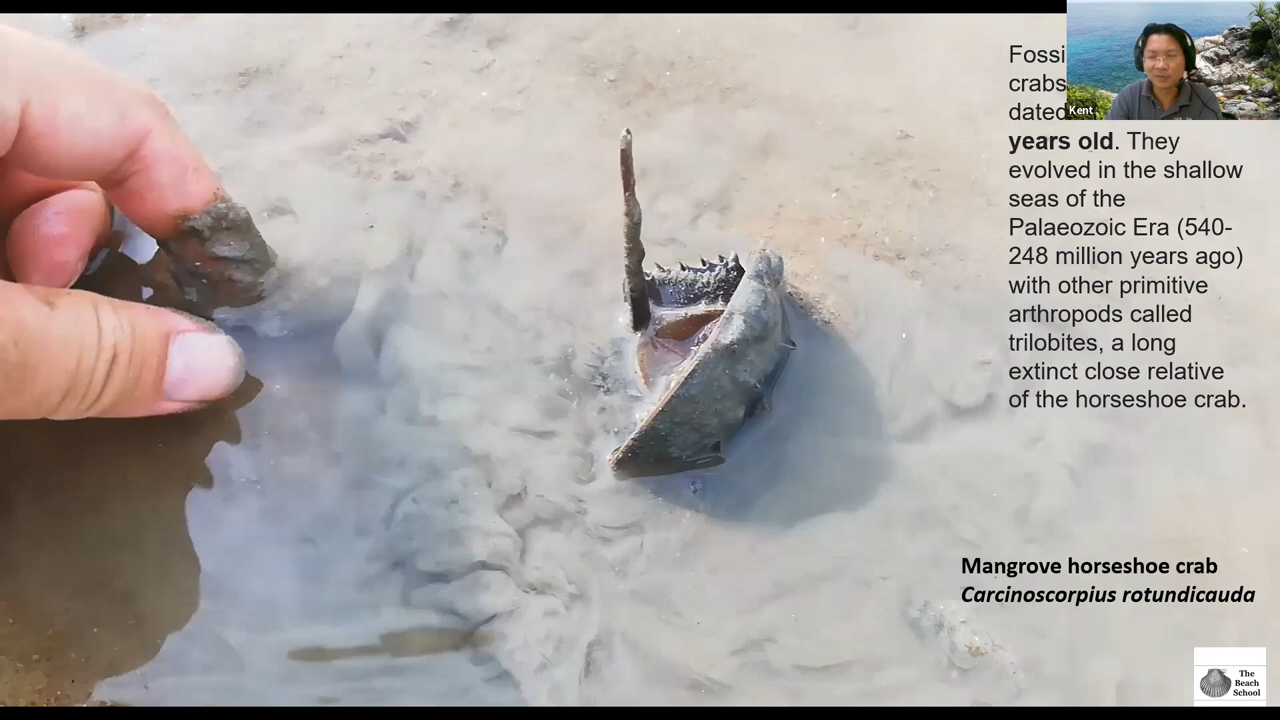 Fossi
crabs
dated
years old. They
evolved in the shallow
seas of the
Palaeozoic Era (540-
248 million years ago)
with other primitive
arthropods called
trilobites, a long
extinct close relative
of the horseshoe crab.
Kent
Mangrove horseshoe crab
Carcinoscorpius rotundicauda
The
Beach
School